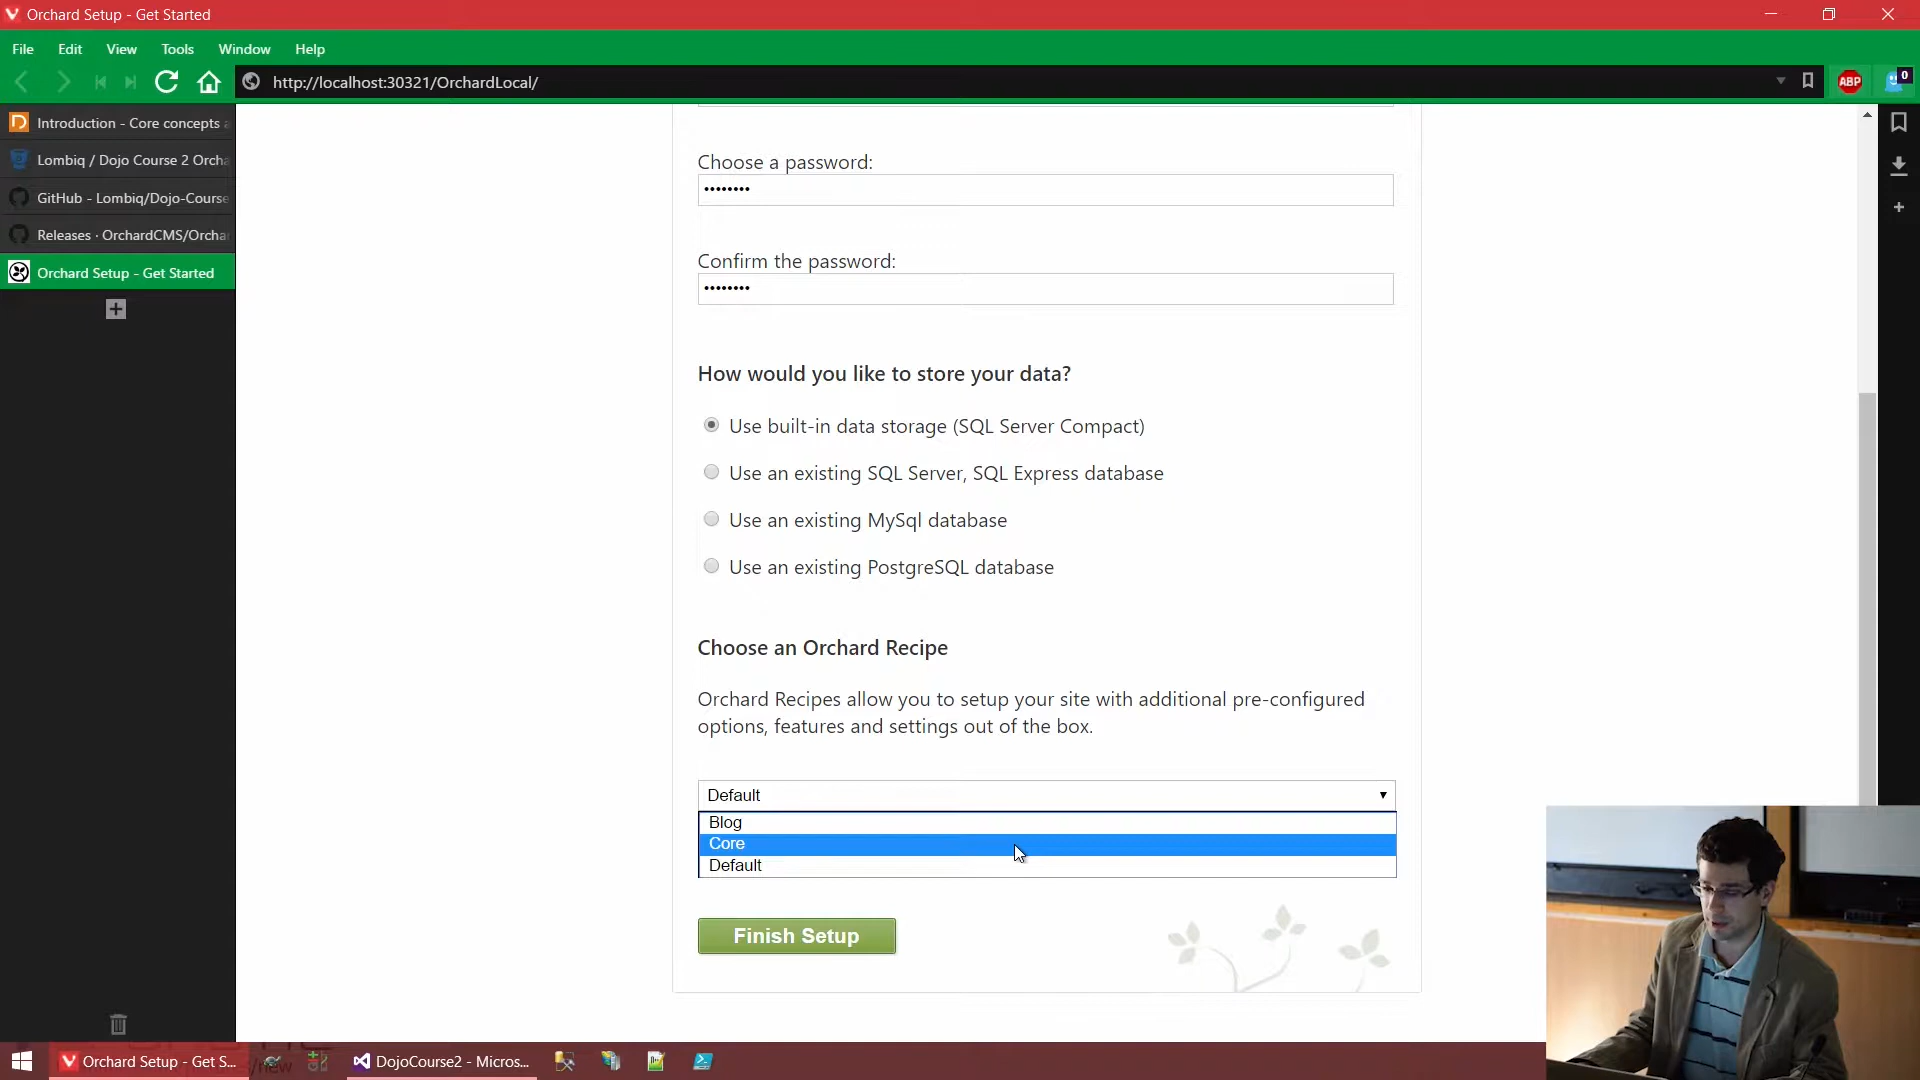 Orchard Setup - Get Started
File Edit View Tools Window Help
http://localhost:30321/OrchardLocal/
ABP
0
Introduction - Core concepts
Lombiq / Dojo Course 2 Orcha
GitHub - Lombiq/Dojo-Course
Releases · OrchardCMS/Orcha
Orchard Setup - Get Started
Choose a password:
••••••••
Confirm the password:
••••••••
How would you like to store your data?
Use built-in data storage (SQL Server Compact)
Use an existing SQL Server, SQL Express database
Use an existing MySql database
Use an existing PostgreSQL database
Choose an Orchard Recipe
Orchard Recipes allow you to setup your site with additional pre-configured
options, features and settings out of the box.
Default
Blog
Core
Default
Finish Setup
Orchard Setup - Get S...
DojoCourse2 - Micros...